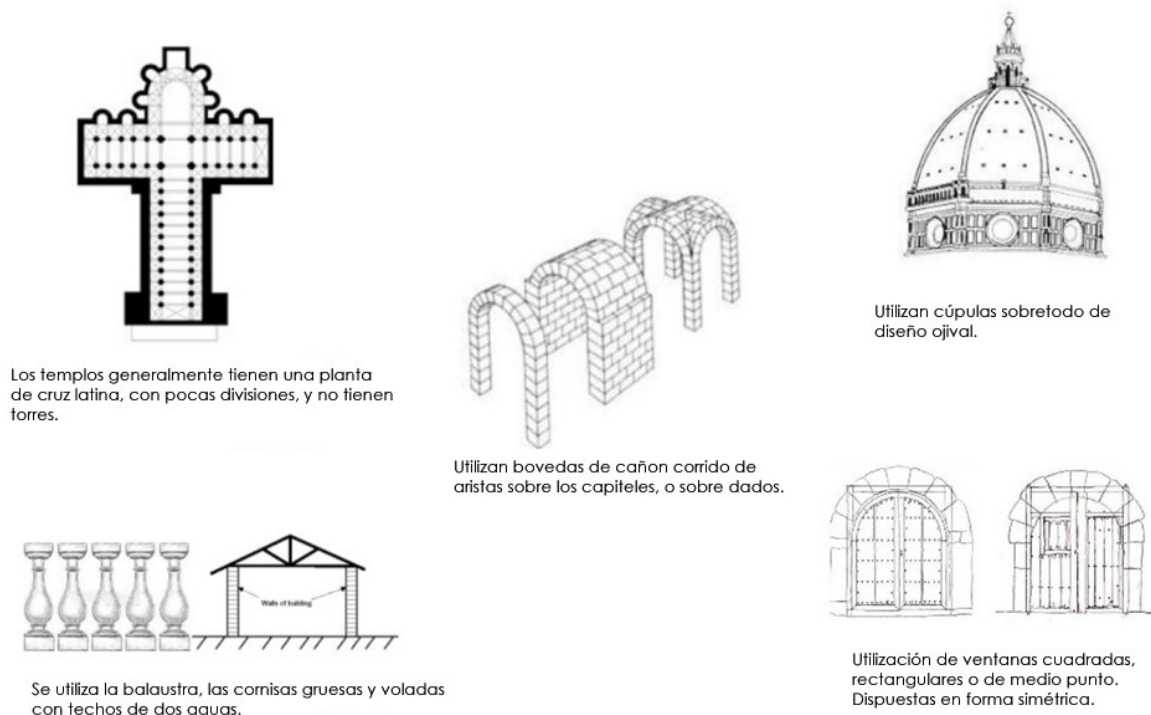 Los templos generalmente tienen una planta
de cruz latina, con pocas divisiones, y no tienen
torres.
Utilizan bovedas de cañon corrido de
aristas sobre los capiteles, o sobre dados.
Utilizan cúpulas sobretodo de
diseño ojival.
Walls of building
Se utiliza la balaustra, las cornisas gruesas y voladas
con techos de dos aguas.
Utilización de ventanas cuadradas,
rectangulares o de medio punto.
Dispuestas en forma simétrica.